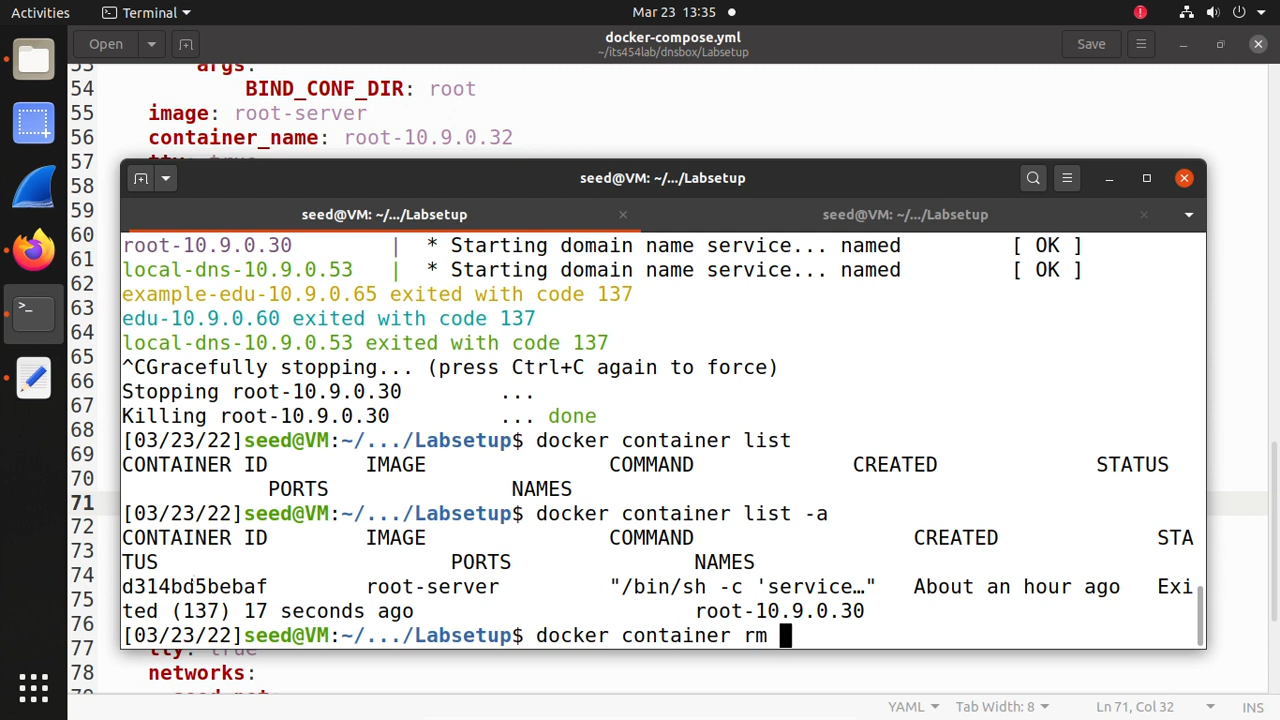 Activities
Terminal
Mar 23 13:35
Open
docker-compose.yml
~/its454lab/dnsbox/Labsetup
Save
53 args:
54 BIND_CONF_DIR: root
55 image: root-server
56 container_name: root-10.9.0.32
57
58
59
60
61
62
63
64
65
66
67
68
69
70
71
72
73
74
75
76
77 tty: true
78 networks:
seed@VM: ~/.../Labsetup
seed@VM: ~/.../Labsetup
seed@VM: ~/.../Labsetup
root-10.9.0.30 | * Starting domain name service... named [ OK ]
local-dns-10.9.0.53 | * Starting domain name service... named [ OK ]
example-edu-10.9.0.65 exited with code 137
edu-10.9.0.60 exited with code 137
local-dns-10.9.0.53 exited with code 137
^CGracefully stopping... (press Ctrl+C again to force)
Stopping root-10.9.0.30 ...
Killing root-10.9.0.30 ... done
[03/23/22]seed@VM:~/.../Labsetup$ docker container list
CONTAINER ID IMAGE COMMAND CREATED STATUS
PORTS NAMES
[03/23/22]seed@VM:~/.../Labsetup$ docker container list -a
CONTAINER ID IMAGE COMMAND CREATED STA
TUS PORTS NAMES
d314bd5bebaf root-server "/bin/sh -c 'service…" About an hour ago Exi
ted (137) 17 seconds ago root-10.9.0.30
[03/23/22]seed@VM:~/.../Labsetup$ docker container rm
YAML Tab Width: 8 Ln 71, Col 32 INS